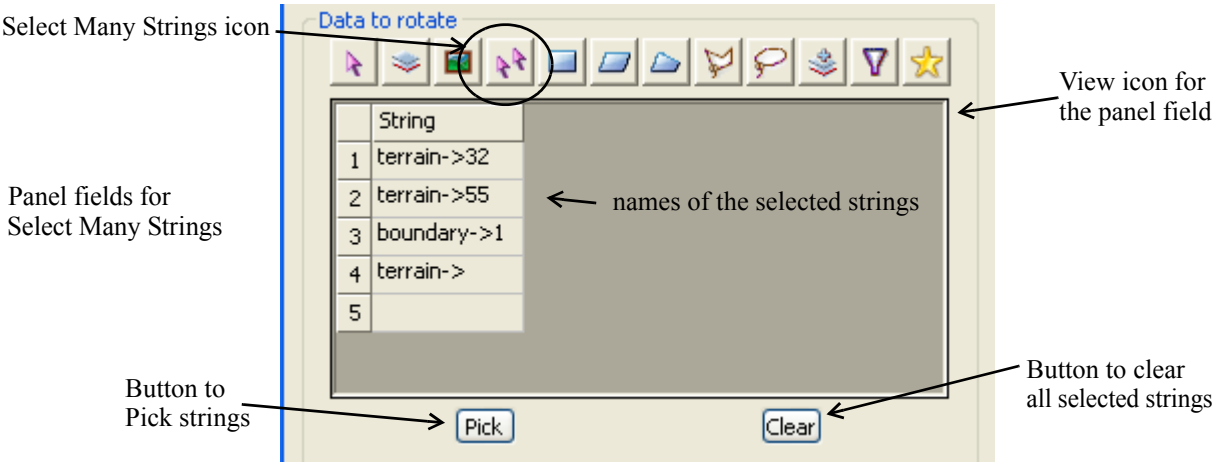 Select Many Strings icon
Data to rotate
View icon for
the panel field
String
1 terrain->32
2 terrain->55
3 boundary->1
4 terrain->
5
names of the selected strings
Panel fields for
Select Many Strings
Button to
Pick strings
Pick
Clear
Button to clear
all selected strings